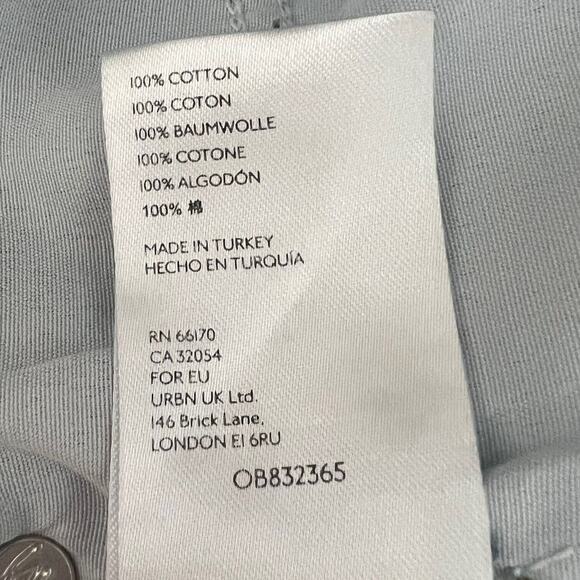 100% COTTON
100% COTON
100% BAUMWOLLE
100% COTONE
100% ALGODÓN
100% 棉
MADE IN TURKEY
HECHO EN TURQUÍA
RN 66170
CA 32054
FOR EU
URBN UK Ltd.
146 Brick Lane,
LONDON E1 6RU
OB832365